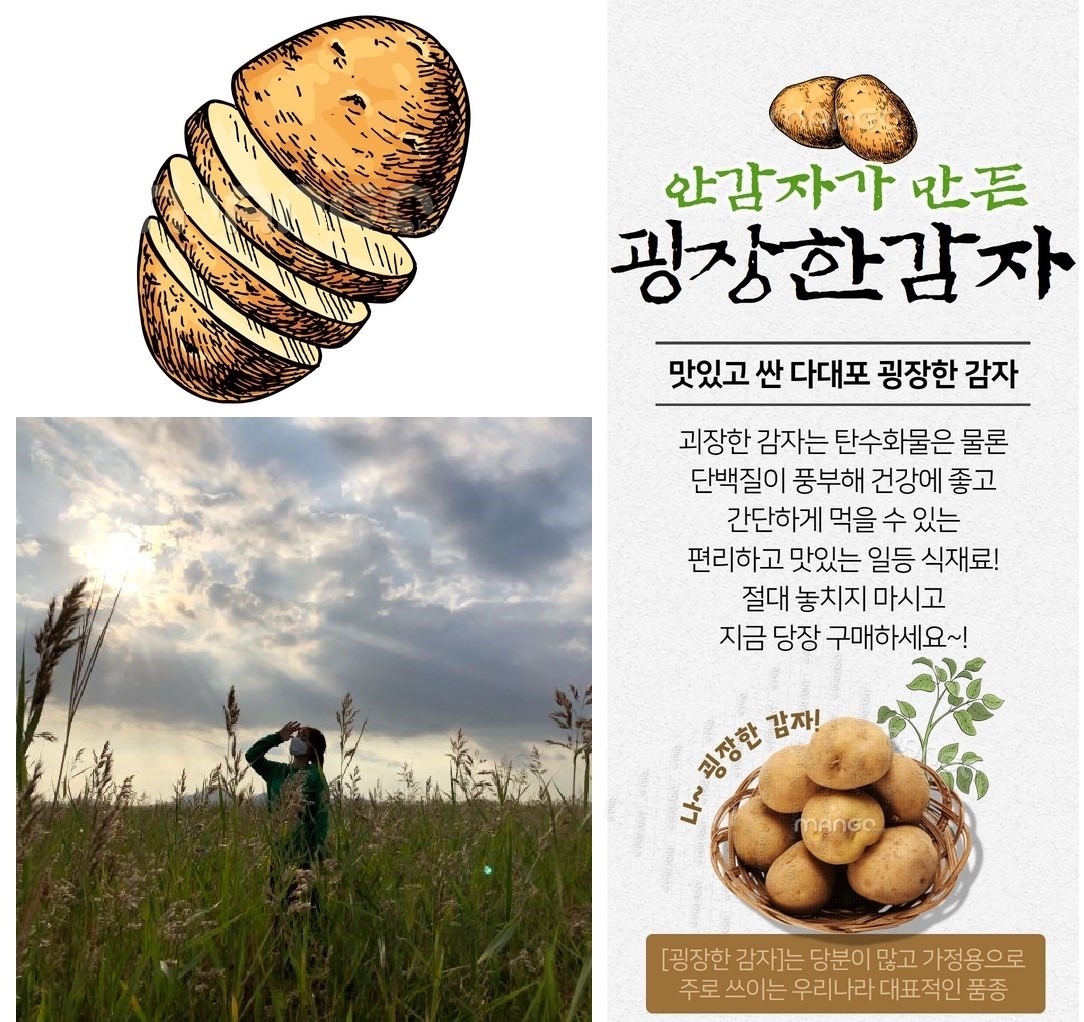 MANGO
안감자가 만든
굉장한감자
맛있고 싼 다대포 굉장한 감자
괴장한 감자는 탄수화물은 물론
단백질이 풍부해 건강에 좋고
간단하게 먹을 수 있는
편리하고 맛있는 일등 식재료!
절대 놓치지 마시고
지금 당장 구매하세요~!
나~ 굉장한 감자!
MANGO
[굉장한 감자]는 당분이 많고 가정용으로
주로 쓰이는 우리나라 대표적인 품종